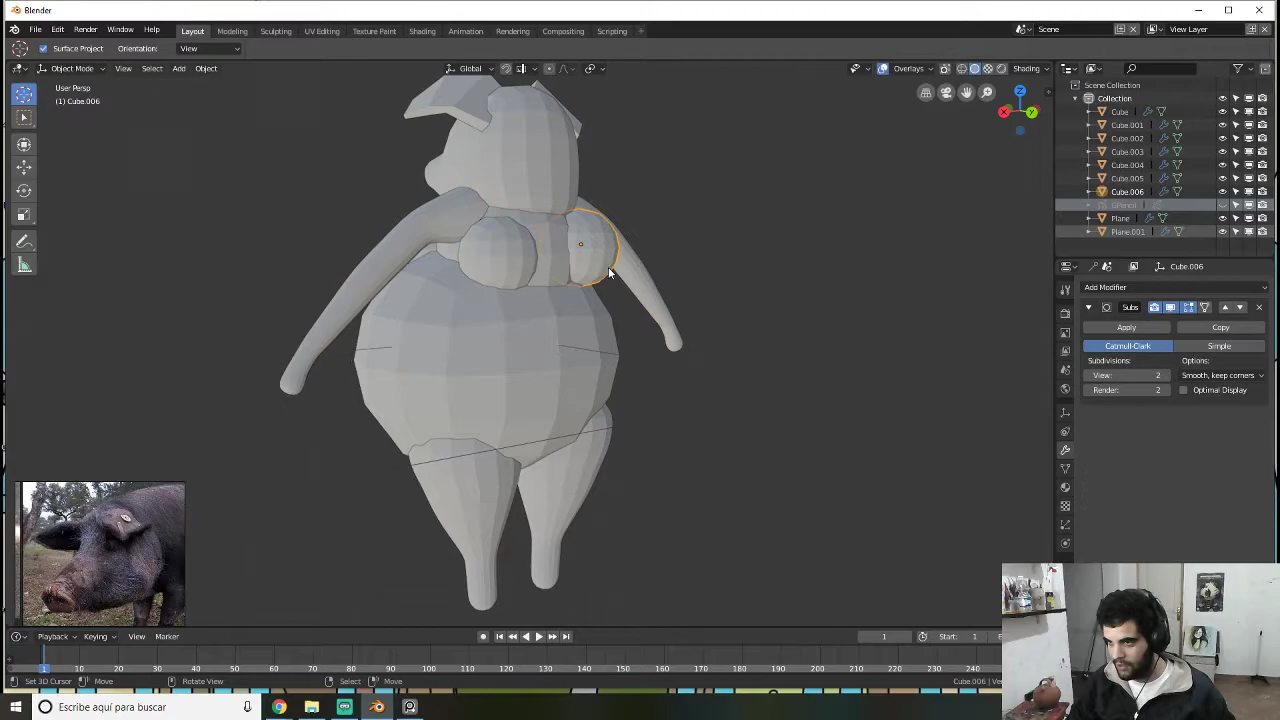 Blender
File Edit Render Window Help
Layout Modeling Sculpting UV Editing Texture Paint Shading Animation Rendering Compositing Scripting +
Scene
View Layer
Surface Project Orientation: View
Object Mode View Select Add Object
Global
Overlays
Shading
User Persp
(1) Cube.006
Z
X
Y
Scene Collection
Collection
Cube
Cube.001
Cube.002
Cube.003
Cube.004
Cube.005
Cube.006
GPencil
Plane
Plane.001
Cube.006
Add Modifier
Subs
Apply Copy
Catmull-Clark Simple
Subdivisions: Options:
View: 2 Smooth, keep corners
Render: 2 Optimal Display
Playback Keying View Marker
1 Start: 1
1 10 20 30 40 50 60 70 80 90 100 110 120 130 140 150 160 170 180 190 200 210 220 230 240
Set 3D Cursor Move Rotate View Select Move
Escribe aquí para buscar